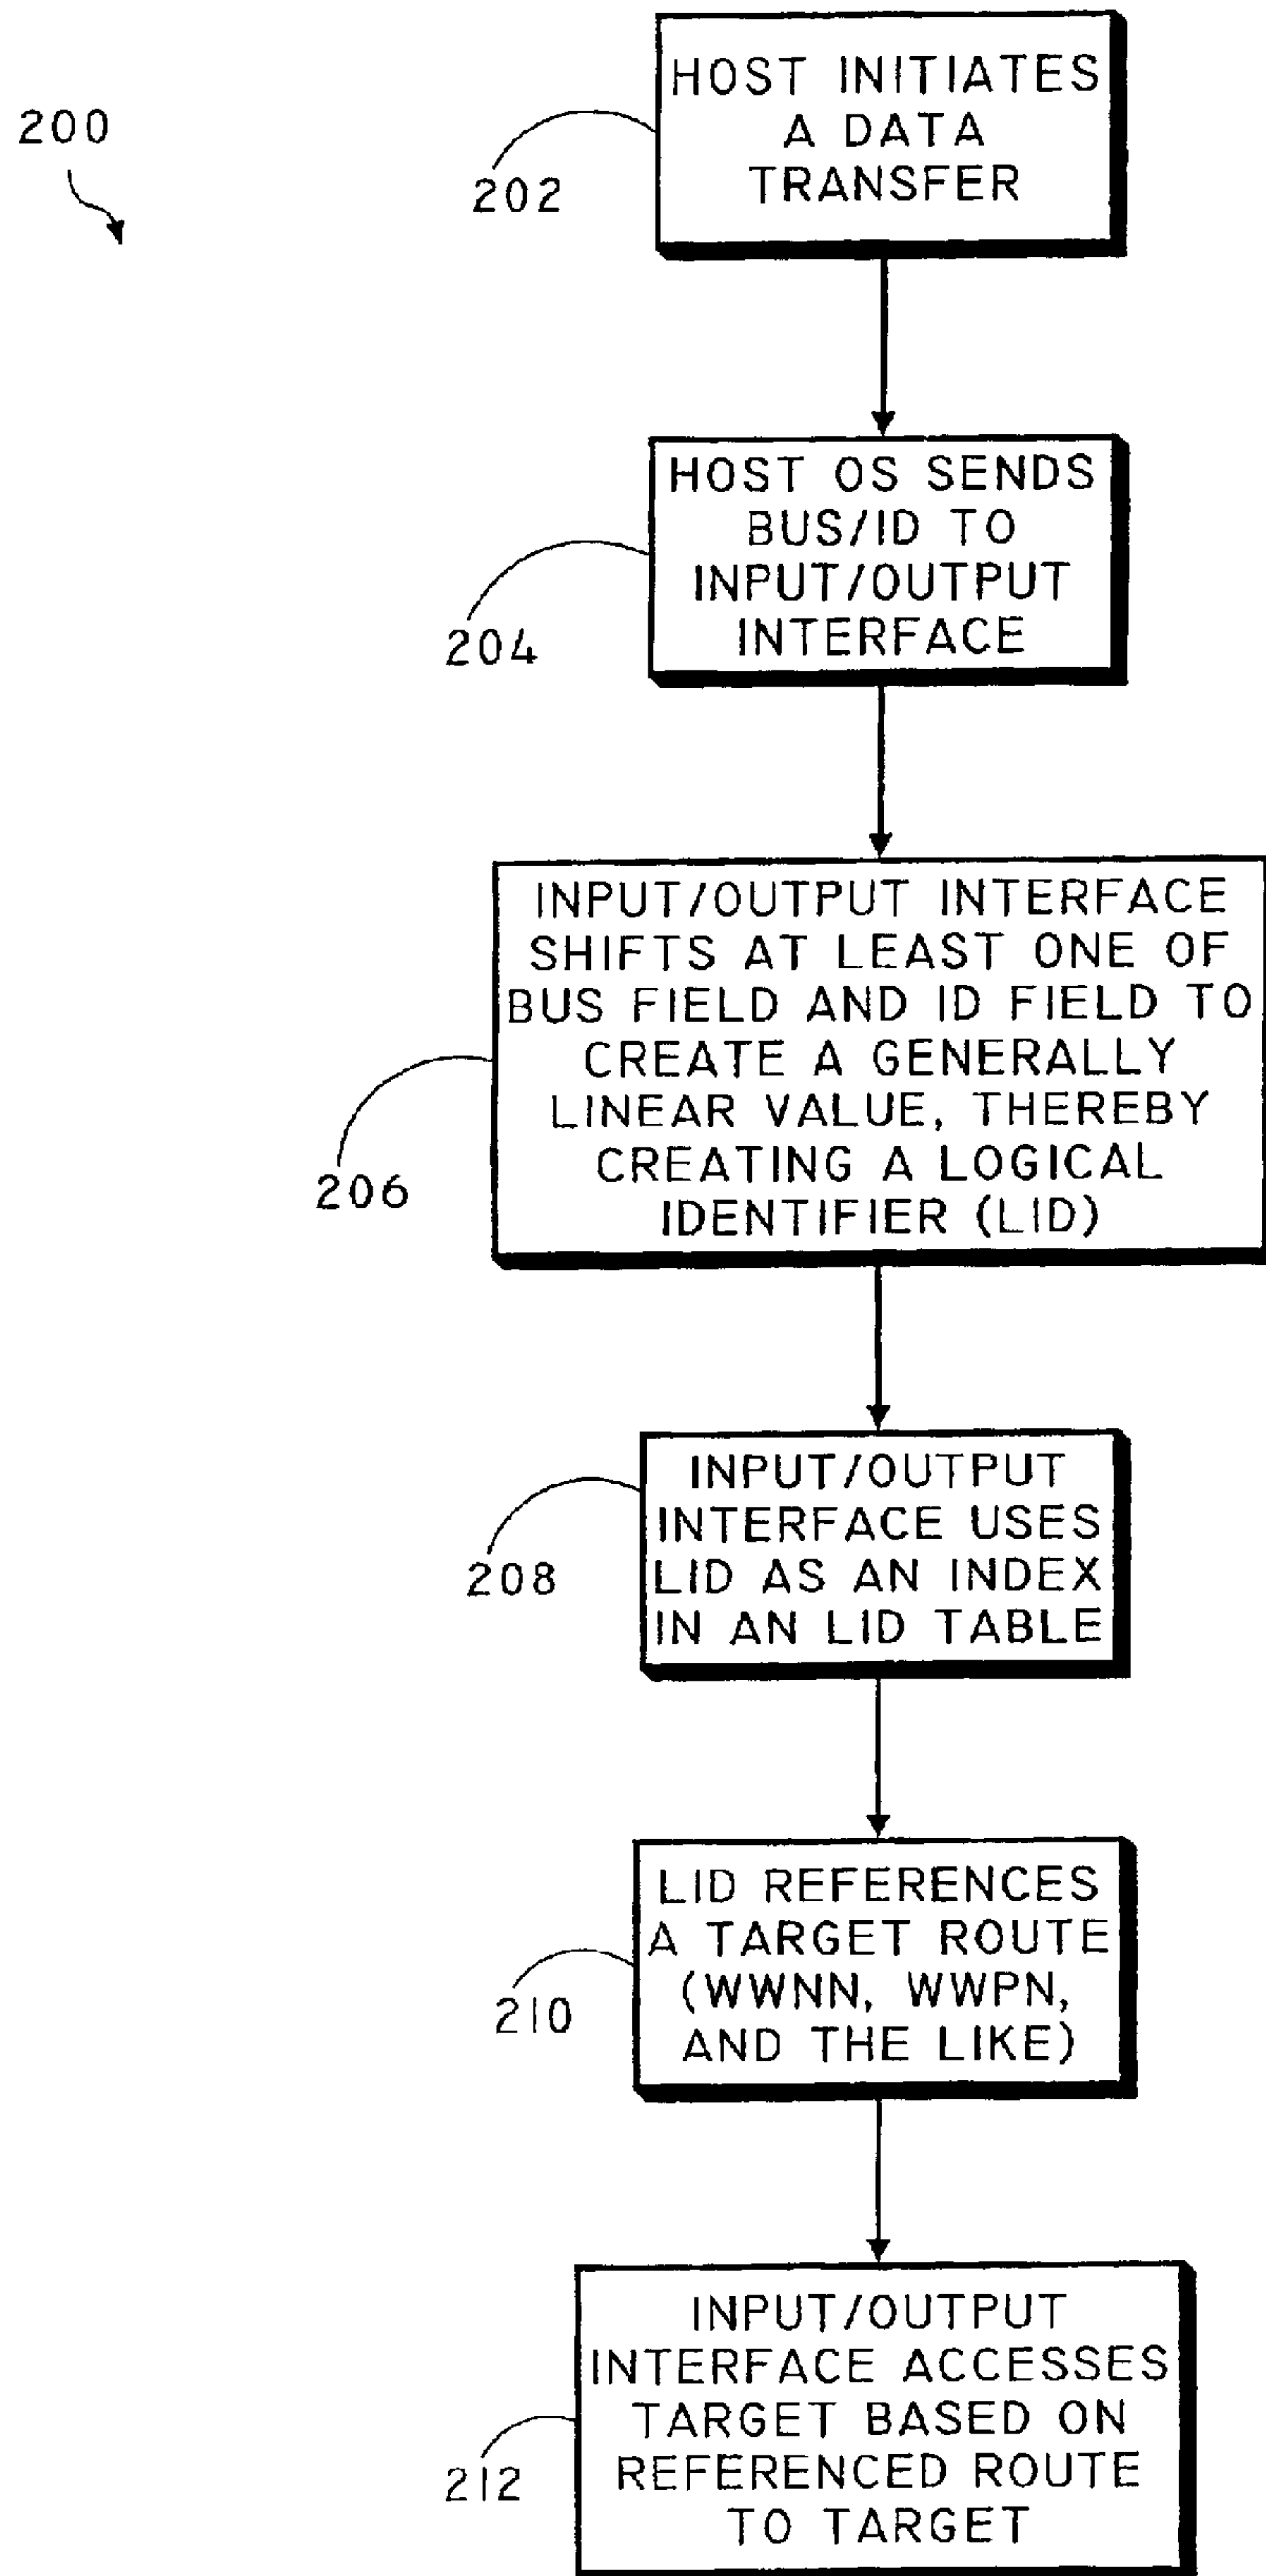 200
HOST INITIATES
A DATA
TRANSFER
202
HOST OS SENDS
BUS/ID TO
INPUT/OUTPUT
INTERFACE
204
INPUT/OUTPUT INTERFACE
SHIFTS AT LEAST ONE OF
BUS FIELD AND ID FIELD TO
CREATE A GENERALLY
LINEAR VALUE, THEREBY
CREATING A LOGICAL
IDENTIFIER (LID)
206
INPUT/OUTPUT
INTERFACE USES
LID AS AN INDEX
IN AN LID TABLE
208
LID REFERENCES
A TARGET ROUTE
(WWNN, WWPN,
AND THE LIKE)
210
INPUT/OUTPUT
INTERFACE ACCESSES
TARGET BASED ON
REFERENCED ROUTE
TO TARGET
212